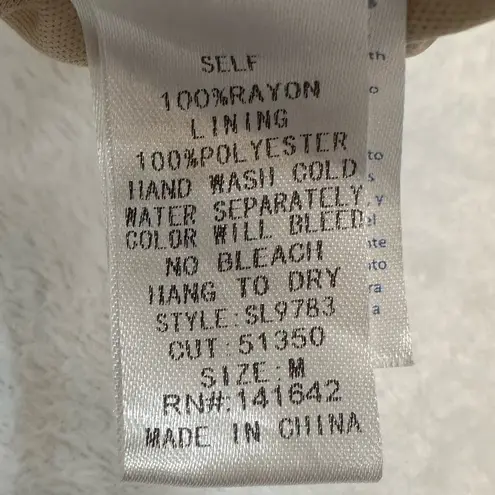 SELF
100%RAYON
LINING
100%POLYESTER
HAND WASH COLD
WATER SEPARATELY
COLOR WILL BLEED
NO BLEACH
HANG TO DRY
STYLE:SL9783
CUT:51350
SIZE:M
RN#:141642
MADE IN CHINA